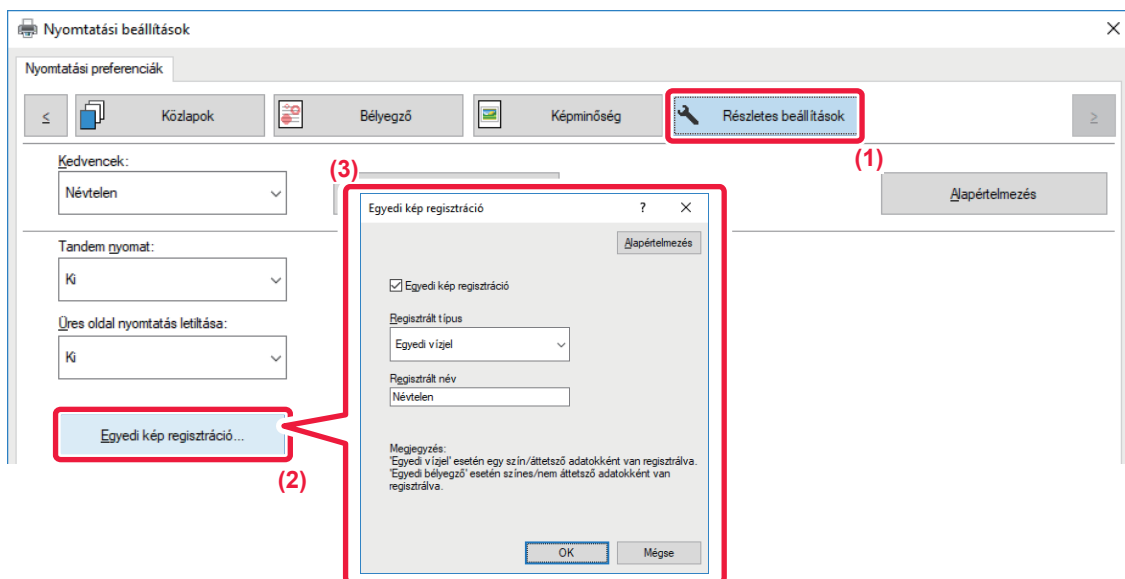 Nyomtatási beállítások
Nyomtatási preferenciák
<
Közlapok
Bélyegző
Képminőség
Részletes beállítások
>
(1)
Kedvencek:
Névtelen
(3)
Alapértelmezés
Egyedi kép regisztráció
?
Alapértelmezés
Tandem nyomat:
Ki
Egyedi kép regisztráció
Üres oldal nyomtatás letiltása:
Ki
Regisztrált típus
Egyedi vízjel
Regisztrált név
Névtelen
Egyedi kép regisztráció...
(2)
Megjegyzés:
'Egyedi vízjel' esetén egy szín/áttetsző adatokként van regisztrálva.
'Egyedi bélyegző' esetén színes/nem áttetsző adatokként van
regisztrálva.
OK
Mégse